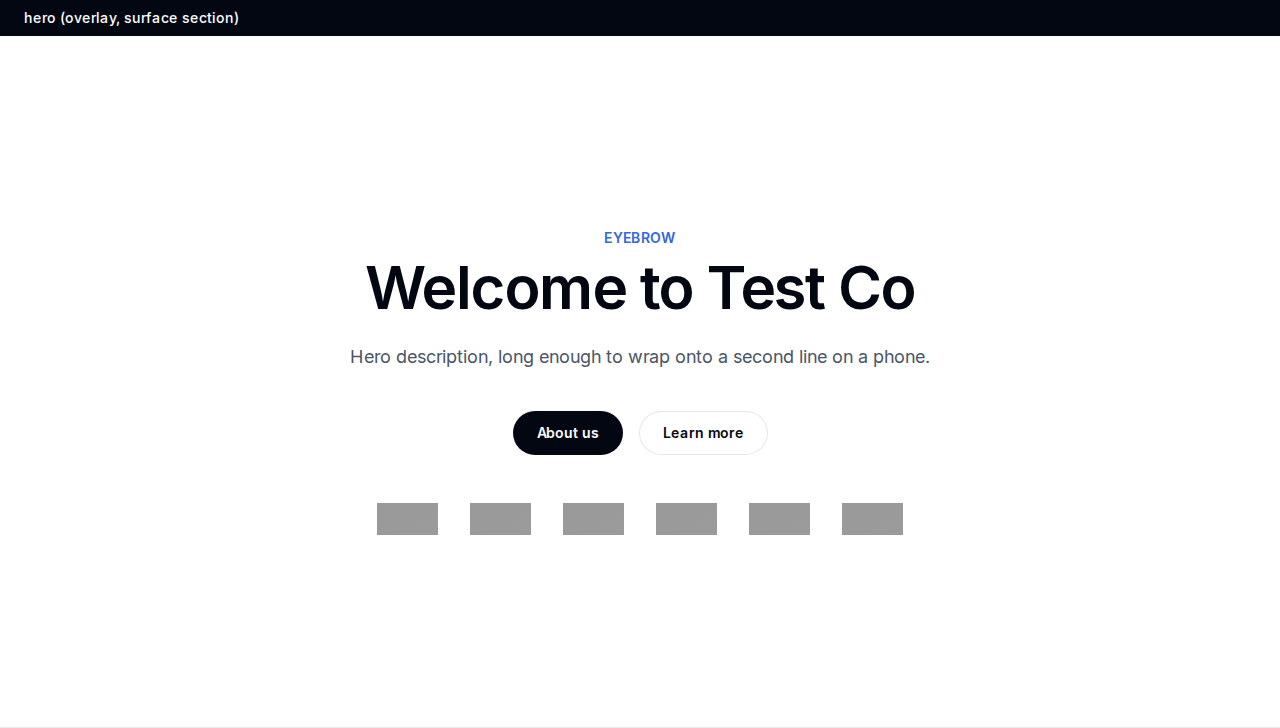 hero (overlay, surface section)
EYEBROW
Welcome to Test Co
Hero description, long enough to wrap onto a second line on a phone.
About us
Learn more